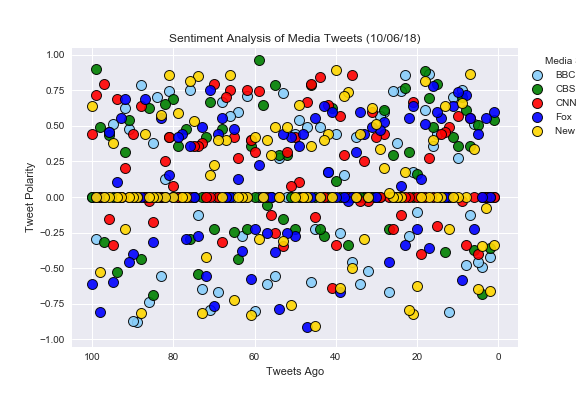 Sentiment Analysis of Media Tweets (10/06/18)
Media
BBC
CBS
CNN
Fox
New
1.00
0.75
0.50
0.25
0.00
−0.25
−0.50
−0.75
−1.00
Tweet Polarity
100
80
60
40
20
0
Tweets Ago